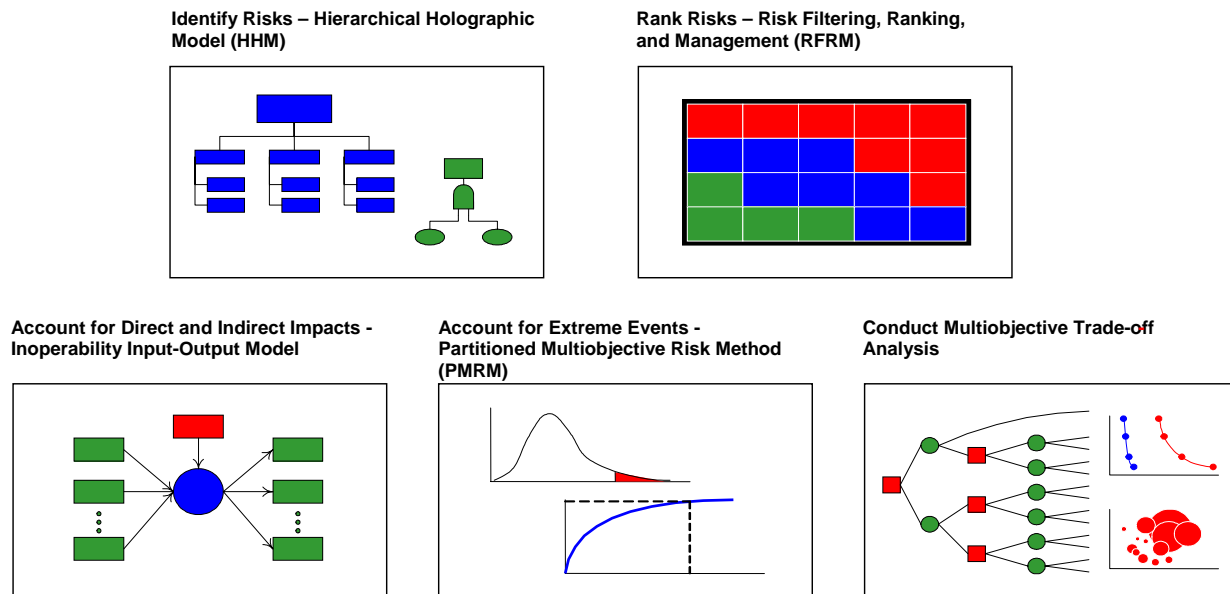 Identify Risks – Hierarchical Holographic
Model (HHM)
Rank Risks – Risk Filtering, Ranking,
and Management (RFRM)
Account for Direct and Indirect Impacts -
Inoperability Input-Output Model
Account for Extreme Events -
Partitioned Multiobjective Risk Method
(PMRM)
Conduct Multiobjective Trade-off
Analysis